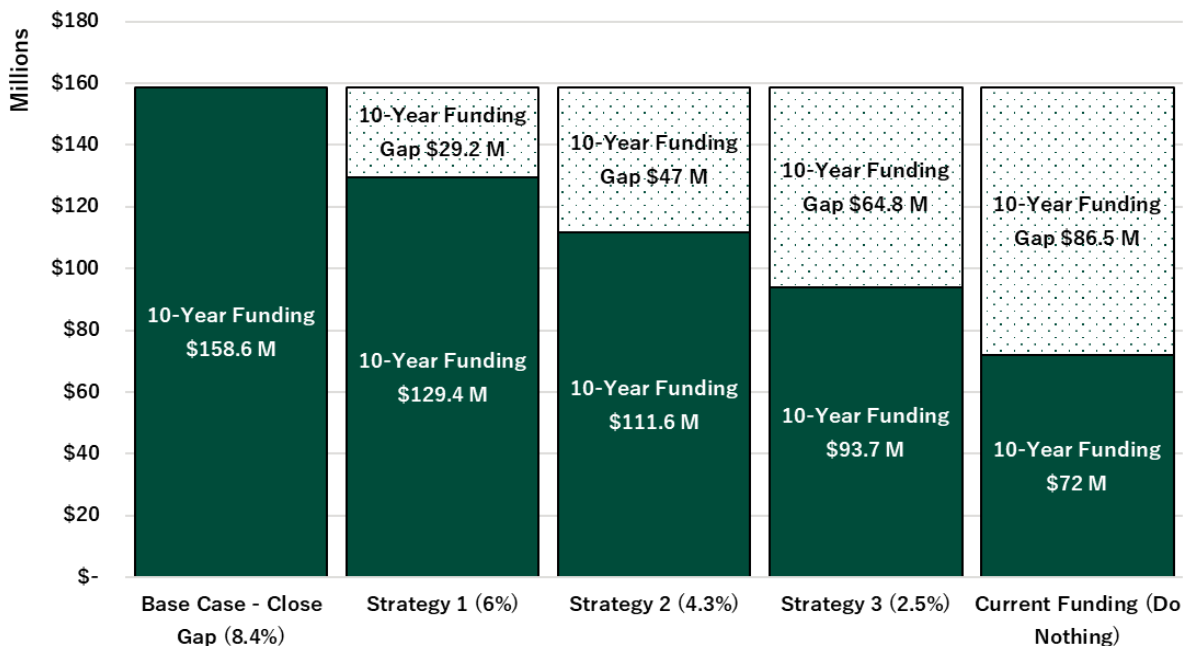 Millions
$180
$160
$140
$120
$100
$80
$60
$40
$20
$-
10-Year Funding
$158.6 M
10-Year Funding
Gap $29.2 M
10-Year Funding
$129.4 M
10-Year Funding
Gap $47 M
10-Year Funding
$111.6 M
10-Year Funding
Gap $64.8 M
10-Year Funding
$93.7 M
10-Year Funding
Gap $86.5 M
10-Year Funding
$72 M
Base Case - Close
Gap (8.4%)
Strategy 1 (6%)
Strategy 2 (4.3%)
Strategy 3 (2.5%)
Current Funding (Do
Nothing)